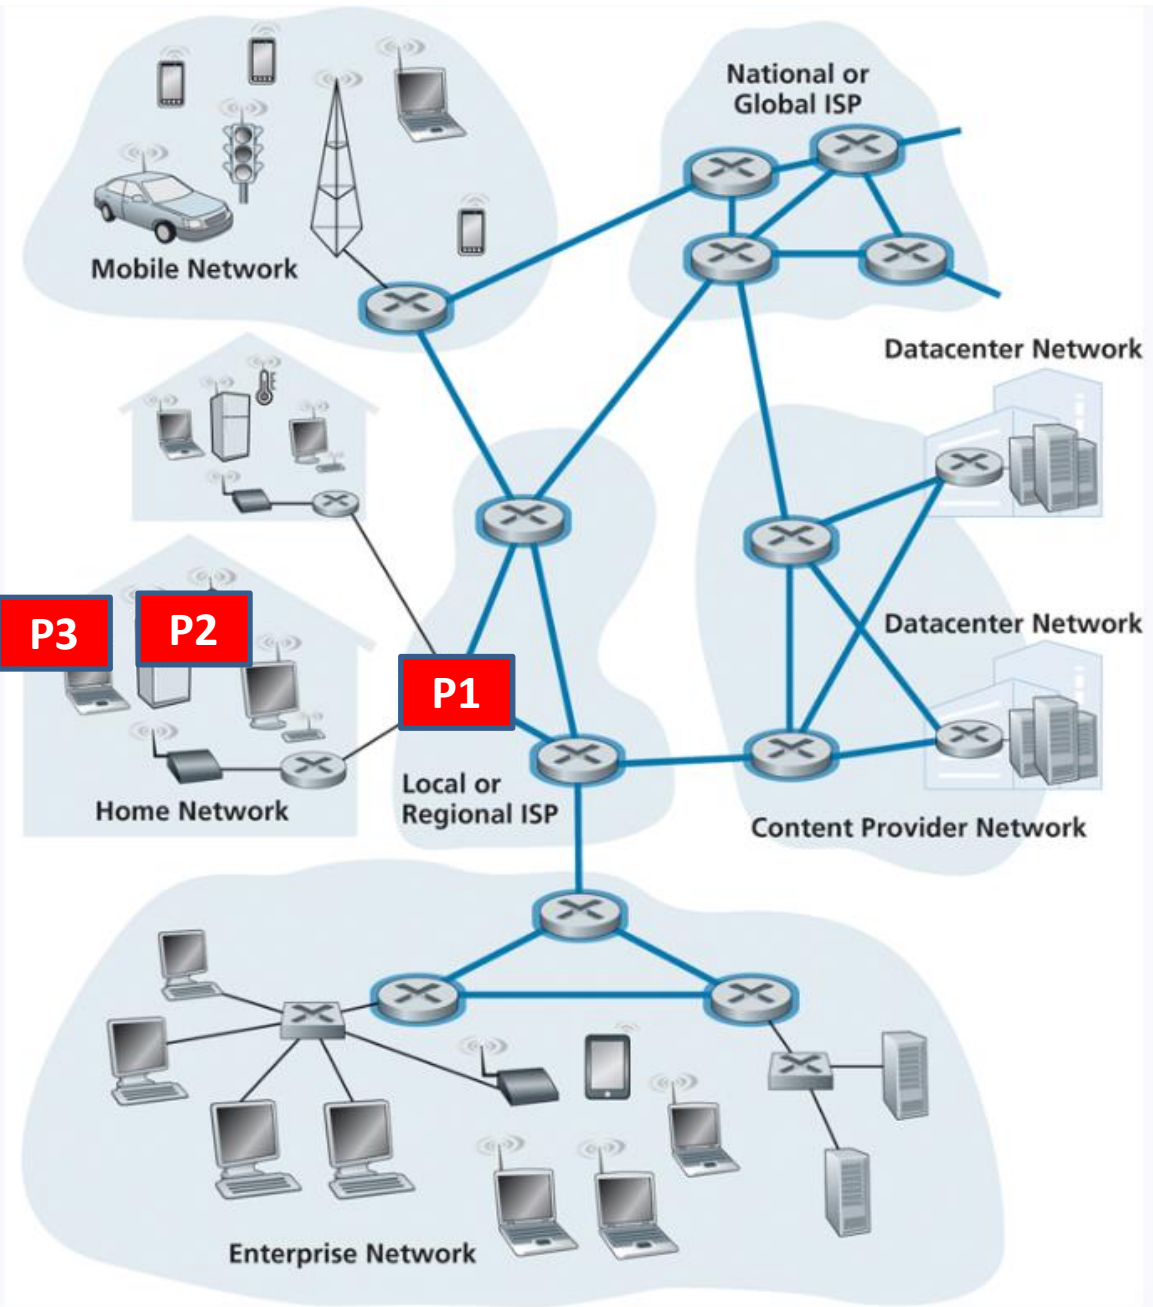 National or
Global ISP
Mobile Network
Datacenter Network
P3
P2
Datacenter Network
P1
Local or
Regional ISP
Home Network
Content Provider Network
Enterprise Network